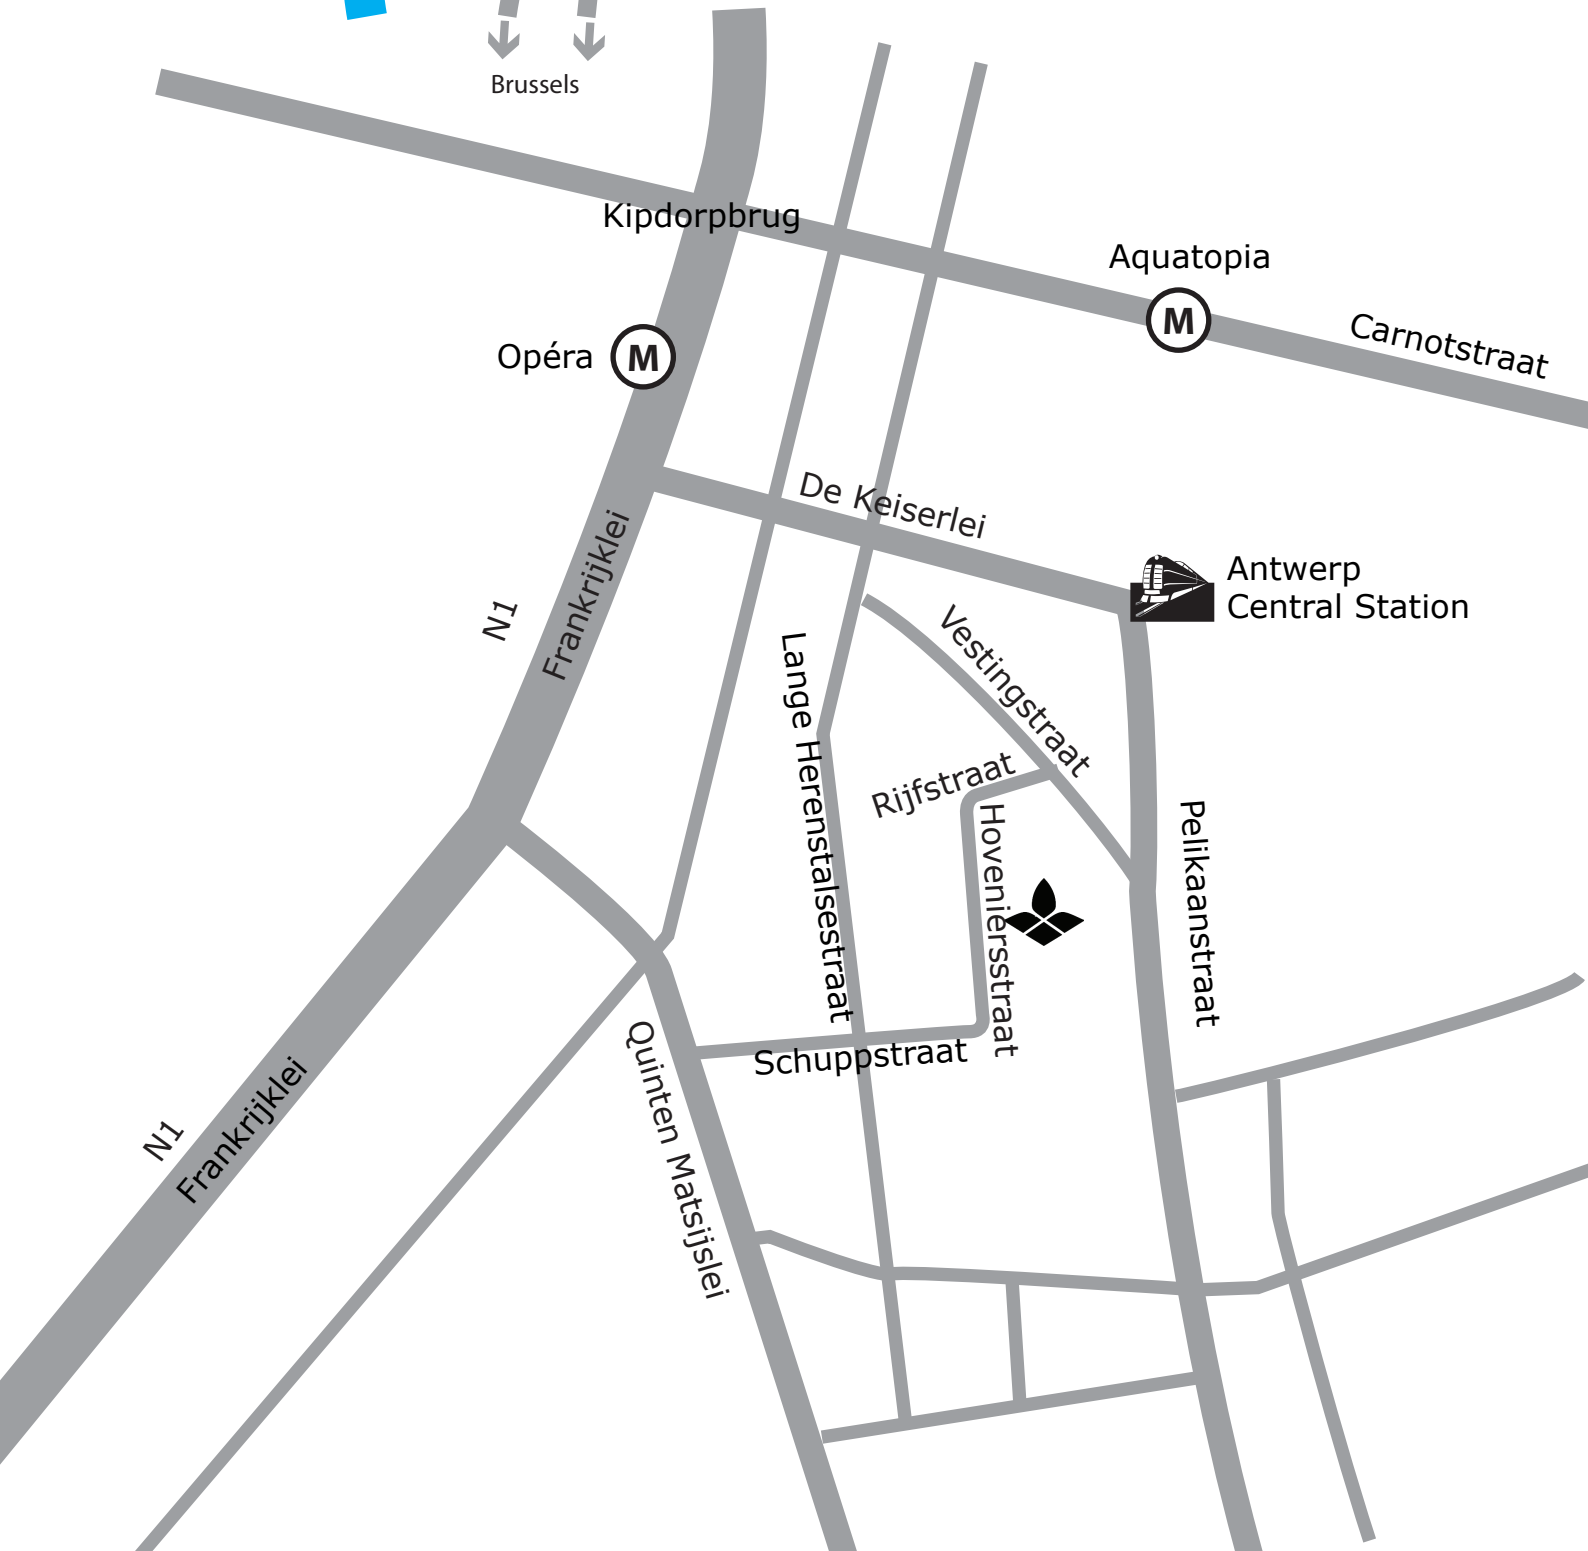 Brussels
Kipdorpbrug
Aquatopia
M
Carnotstraat
Opéra
M
De Keiserlei
Antwerp
Central Station
N1
Frankrijklei
Vestingstraat
Lange Herenstalsestraat
Rijfstraat
Hoveniersstraat
Pelikaanstraat
Schuppstraat
Quinten Matsijslei
N1
Frankrijklei